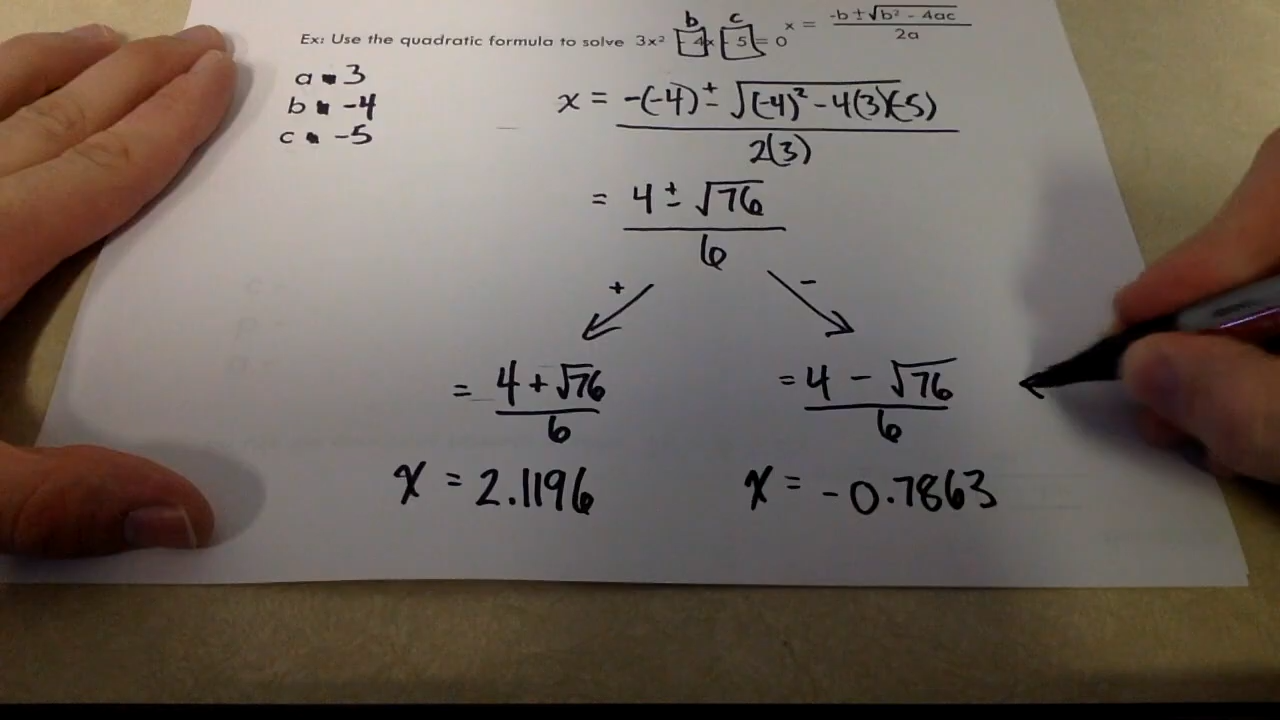 Ex: Use the quadratic formula to solve 3x² - 4x - 5 = 0
b c
x = -b ± √b² - 4ac
2a
a = 3
b = -4
c = -5
x = -(-4) ± √(-4)² - 4(3)(-5)
2(3)
= 4 ± √76
6
+ -
= 4 + √76
6
= 4 - √76
6
x = 2.1196
x = -0.7863